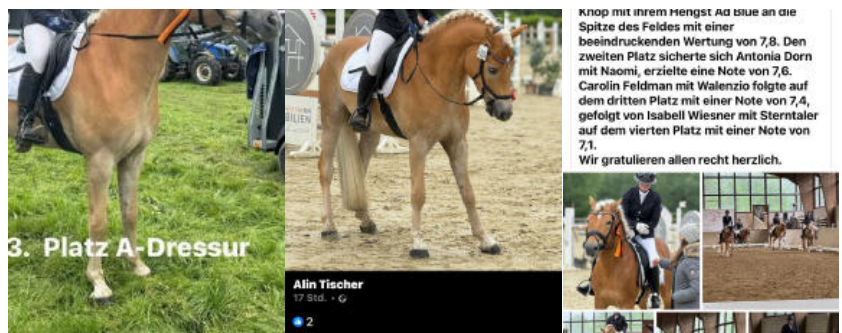 3. Platz A-Dressur
ILIEN
Alin Tischer
17 Std.
2
Knop mit ihrem Hengst Ad Blue an die
Spitze des Feldes mit einer
beeindruckenden Wertung von 7,8. Den
zweiten Platz sicherte sich Antonia Dorn
mit Naomi, erzielte eine Note von 7,6.
Carolin Feldman mit Walenzio folgte auf
dem dritten Platz mit einer Note von 7,4,
gefolgt von Isabell Wiesner mit Sterntaler
auf dem vierten Platz mit einer Note von
7,1.
Wir gratulieren allen recht herzlich.